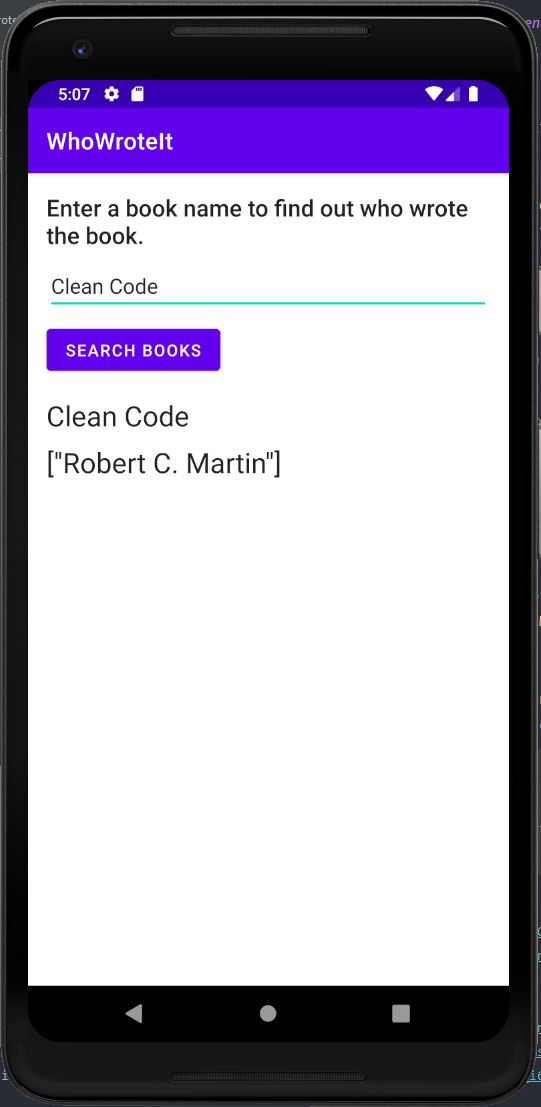 5:07
WhoWroteIt
Enter a book name to find out who wrote
the book.
Clean Code
SEARCH BOOKS
Clean Code
["Robert C. Martin"]